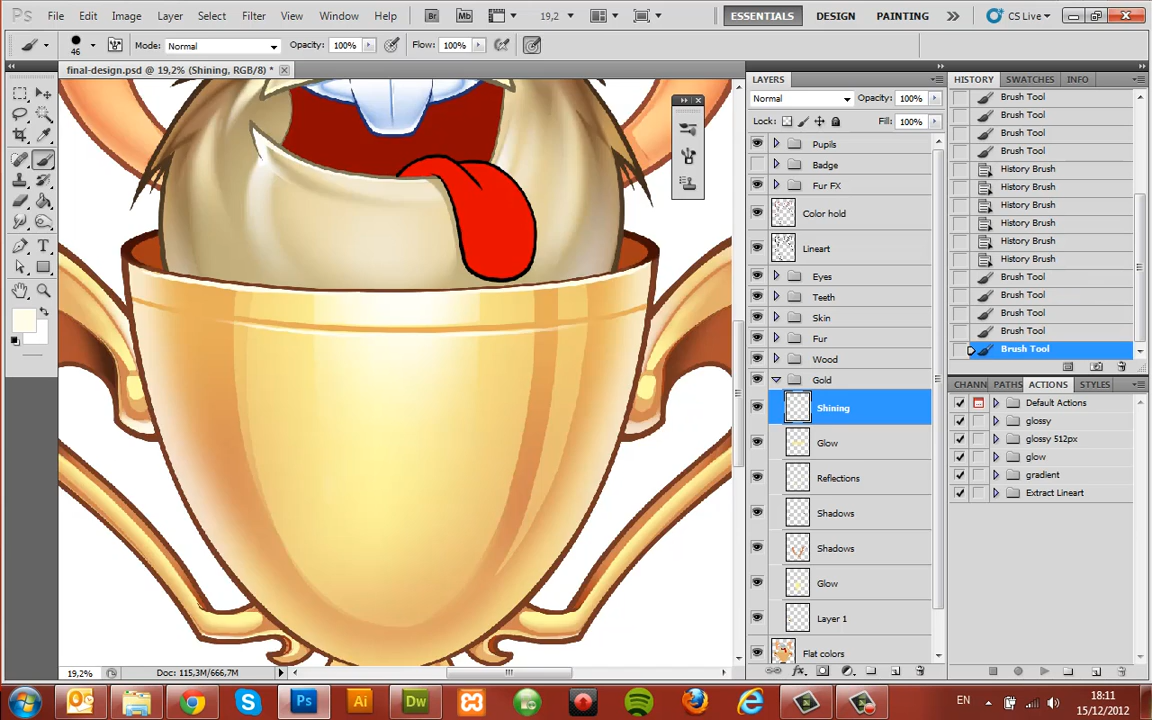 Ps File Edit Image Layer Select Filter View Window Help Br Mb 19,2 ESSENTIALS DESIGN PAINTING CS Live
46 Mode: Normal Opacity: 100% Flow: 100%
final-design.psd @ 19,2% (Shining, RGB/8) *
LAYERS
Normal Opacity: 100%
Lock: Fill: 100%
Pupils
Badge
Fur FX
Color hold
Lineart
Eyes
Teeth
Skin
Fur
Wood
Gold
Shining
Glow
Reflections
Shadows
Shadows
Glow
Layer 1
Flat colors
HISTORY SWATCHES INFO
Brush Tool
Brush Tool
Brush Tool
Brush Tool
History Brush
History Brush
History Brush
History Brush
History Brush
History Brush
Brush Tool
Brush Tool
Brush Tool
Brush Tool
Brush Tool
CHANN PATHS ACTIONS STYLES
Default Actions
glossy
glossy 512px
glow
gradient
Extract Lineart
19,2% Doc: 115,3M/666,7M
Ps Ai Dw
EN 18:11
15/12/2012